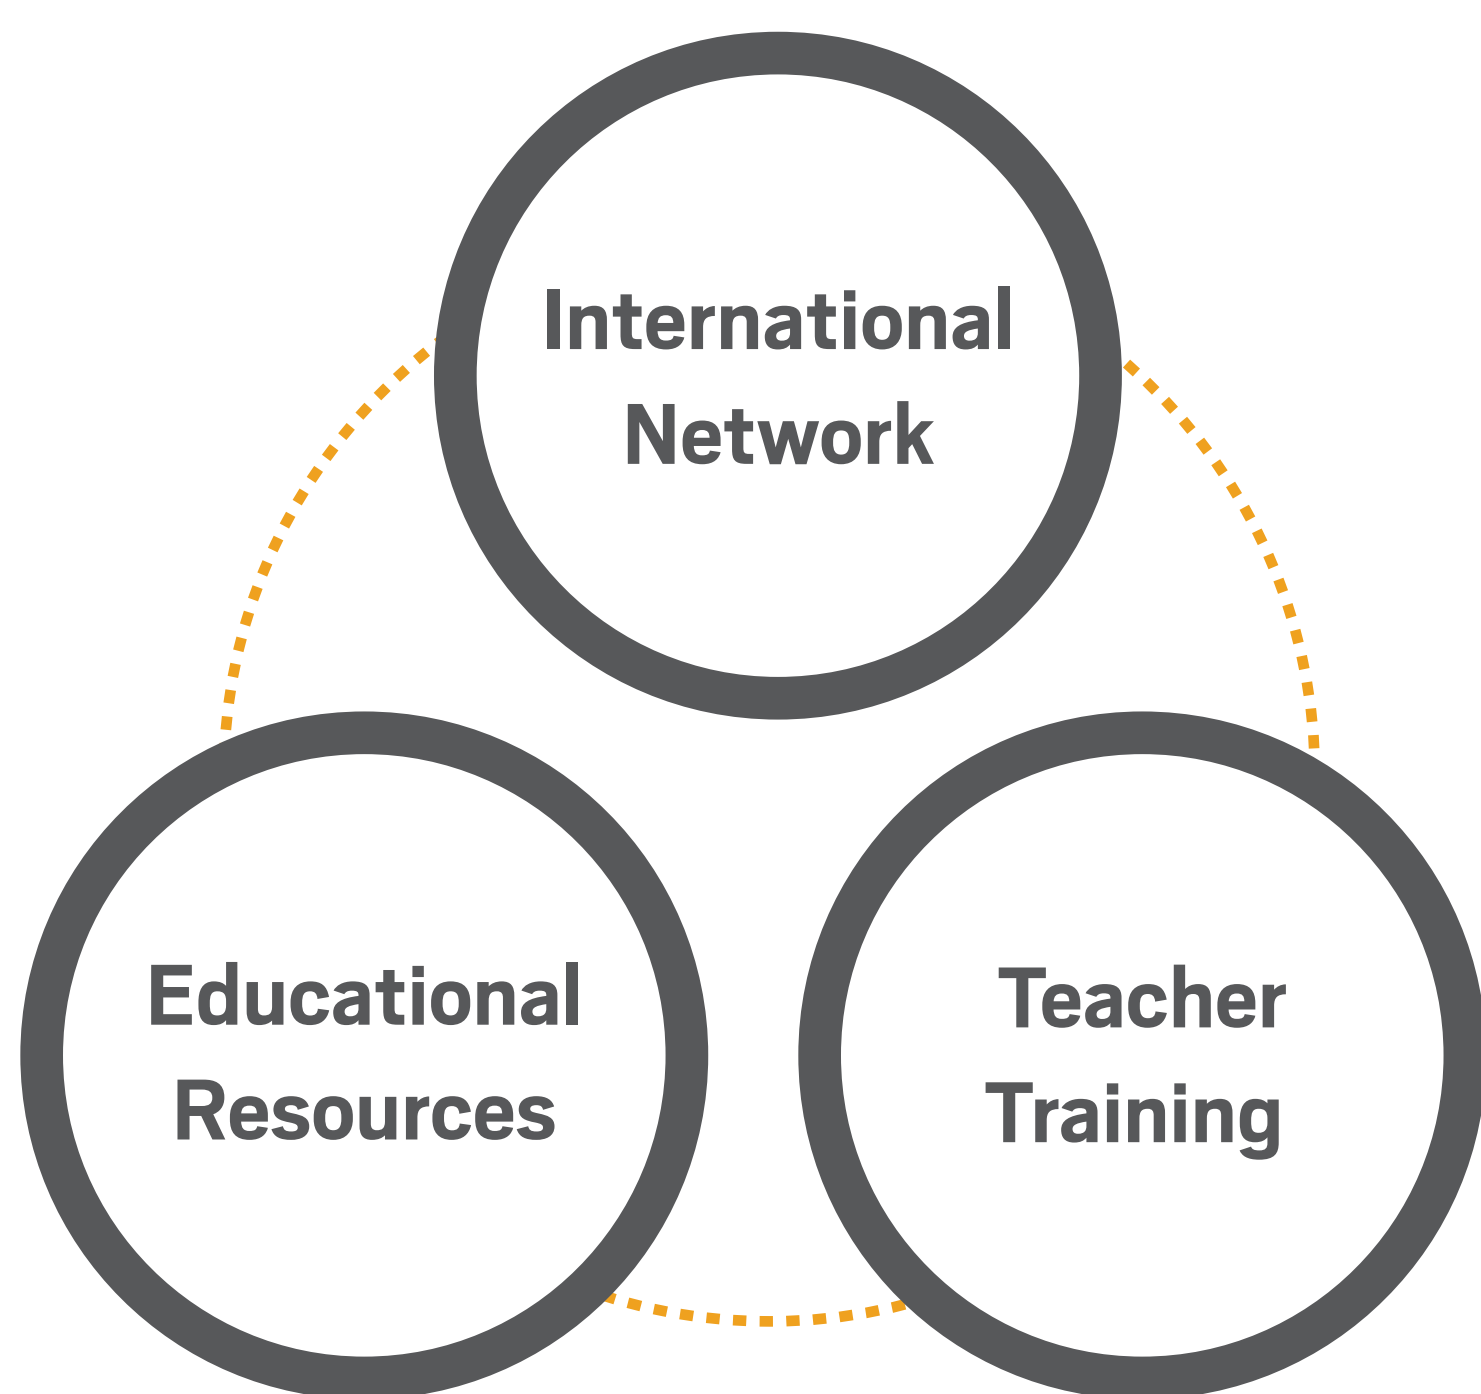 International
Network
Educational
Resources
Teacher
Training